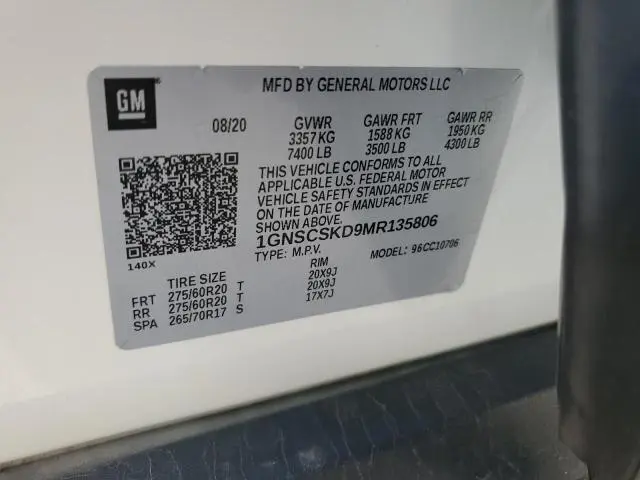 GM
MFD BY GENERAL MOTORS LLC
08/20 GVWR GAWR FRT GAWR RR
3357 KG 1588 KG 1950 KG
7400 LB 3500 LB 4300 LB
THIS VEHICLE CONFORMS TO ALL
APPLICABLE U.S. FEDERAL MOTOR
VEHICLE SAFETY STANDARDS IN EFFECT
ON THE DATE OF MANUFACTURE
SHOWN ABOVE.
1GNSCSKD9MR135806
TYPE: M.P.V. MODEL: 96CC10706
140X
TIRE SIZE RIM
FRT 275/60R20 T 20X9J
RR 275/60R20 T 20X9J
SPA 265/70R17 S 17X7J